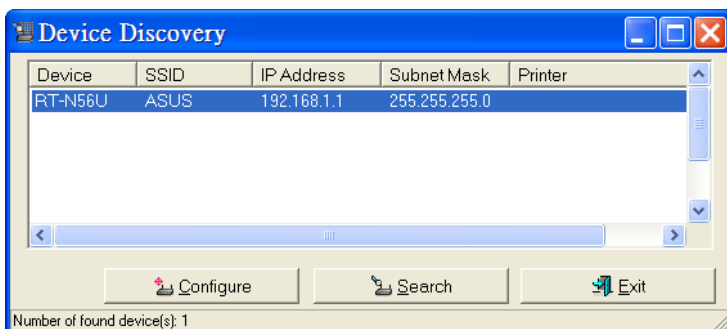 Device Discovery
Device SSID IP Address Subnet Mask Printer
RT-N56U ASUS 192.168.1.1 255.255.255.0
Configure Search Exit
Number of found device(s): 1